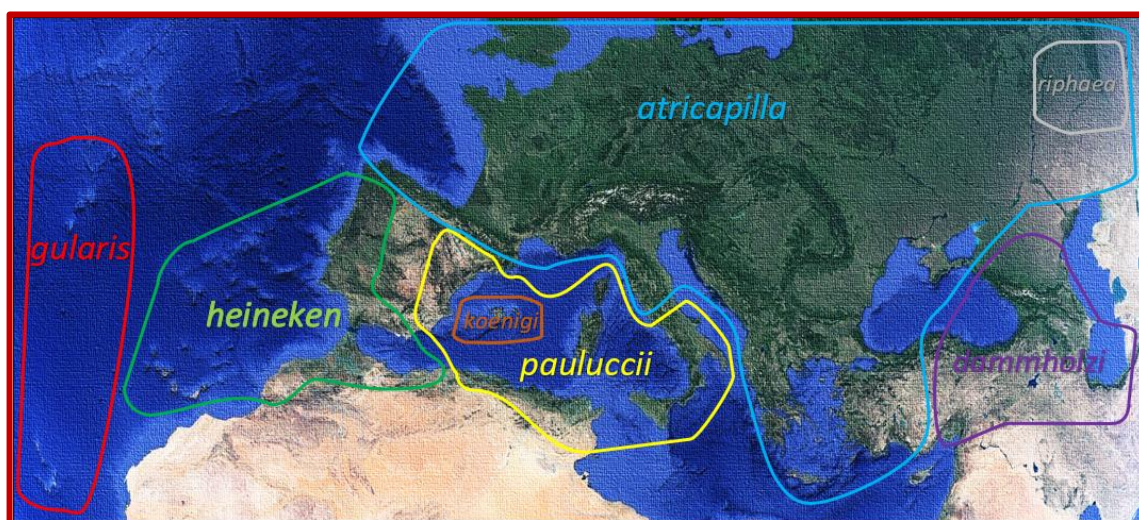 riphaea
atricapilla
gularis
heineken
koenigi
pauluccii
dammholzi